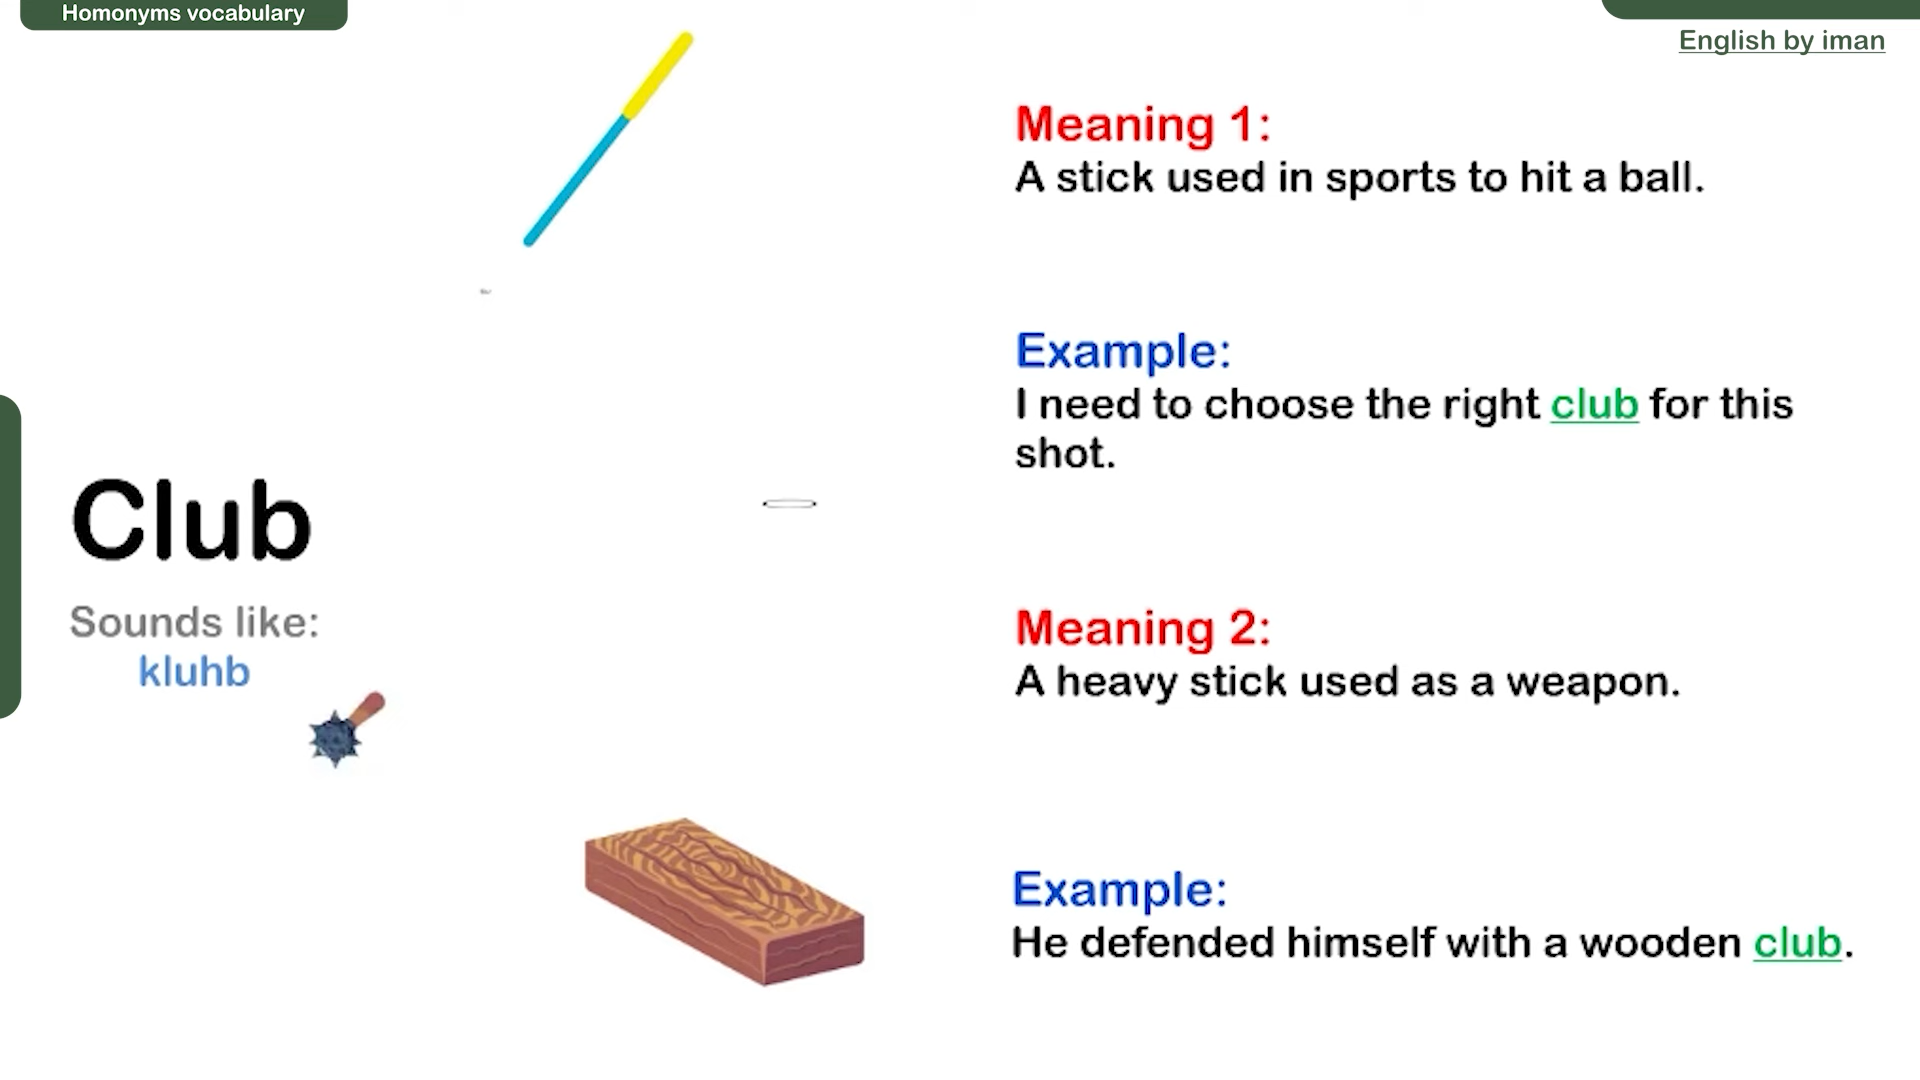 Homonyms vocabulary
English by iman
Club
Sounds like:
kluhb
Meaning 1:
A stick used in sports to hit a ball.
Example:
I need to choose the right club for this
shot.
Meaning 2:
A heavy stick used as a weapon.
Example:
He defended himself with a wooden club.